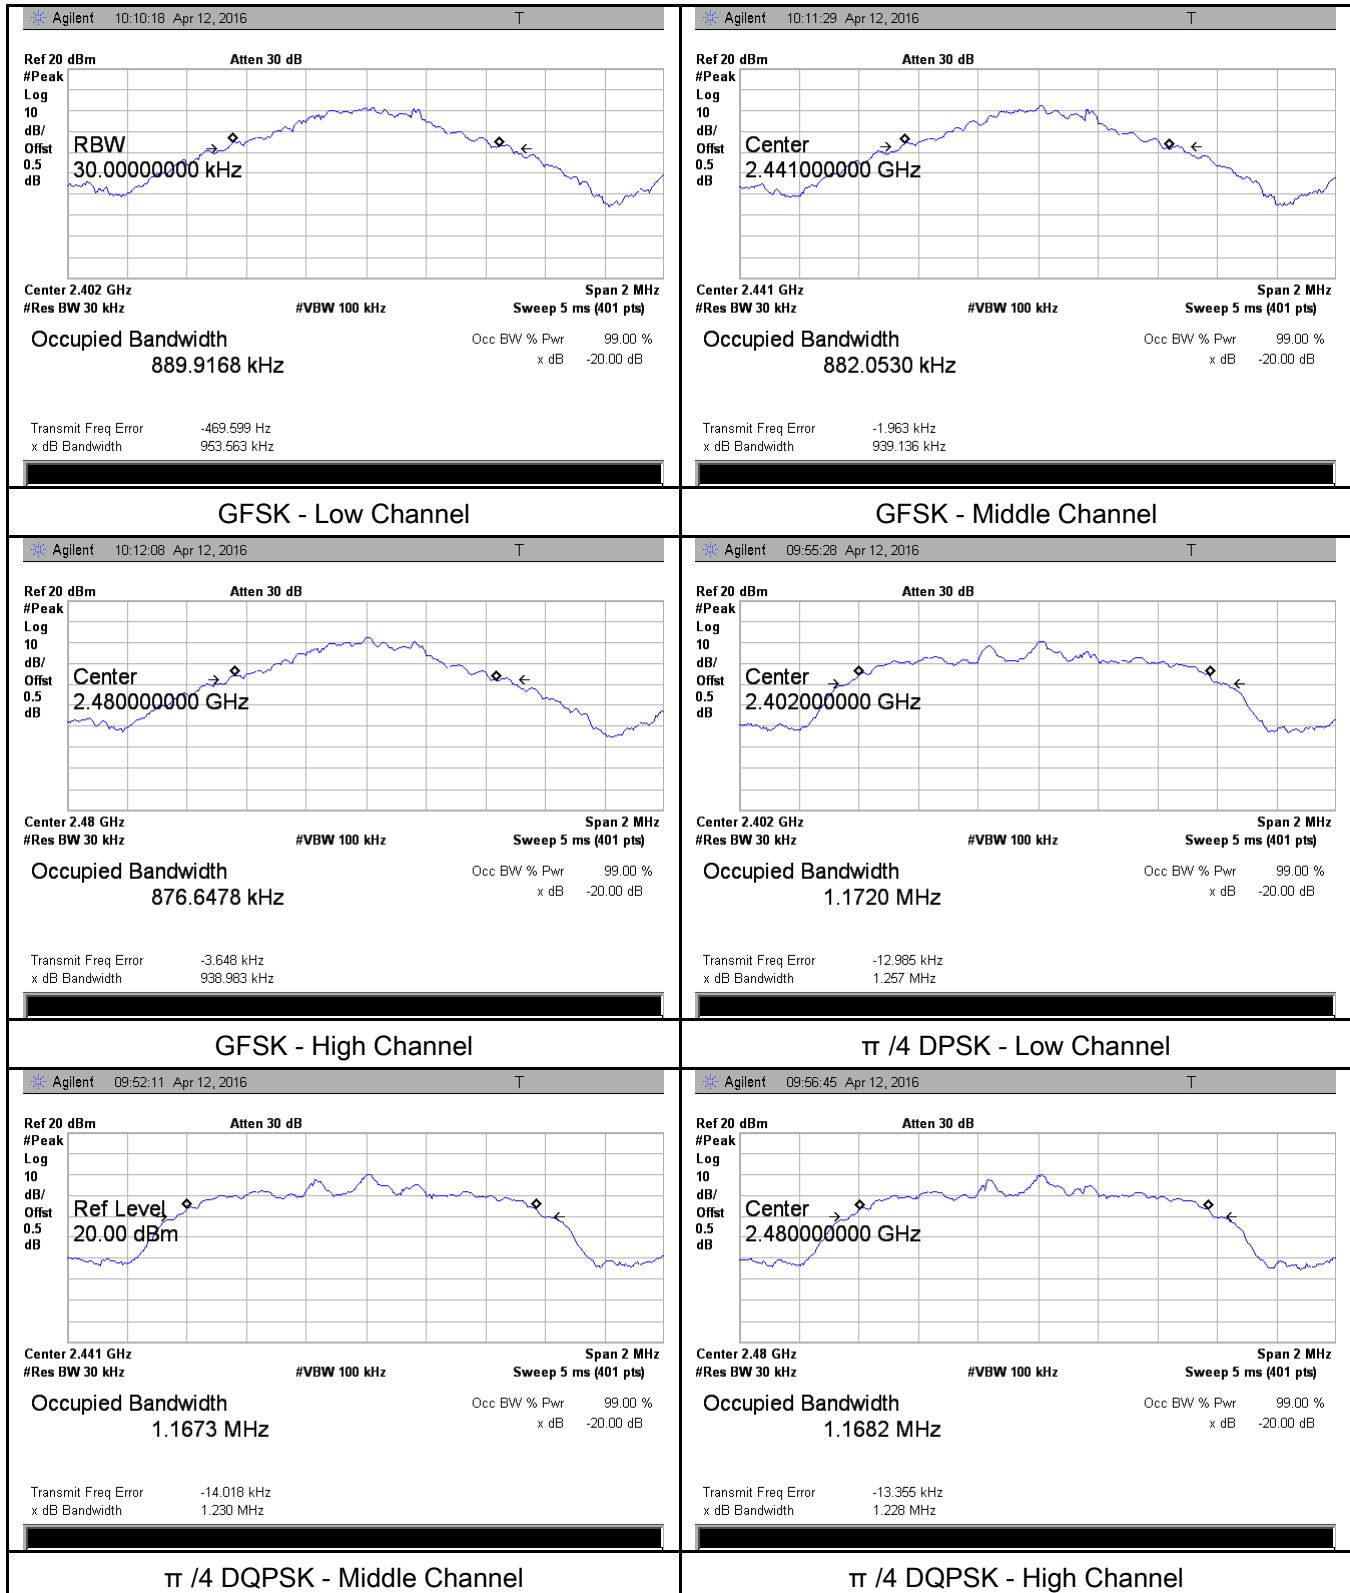 Agilent 10:10:18 Apr 12, 2016 T
Ref 20 dBm Atten 30 dB
#Peak
Log
10
dB/
Offst
0.5
dB
RBW
30.00000000 kHz
Center 2.402 GHz Span 2 MHz
#Res BW 30 kHz #VBW 100 kHz Sweep 5 ms (401 pts)
Occupied Bandwidth Occ BW % Pwr 99.00 %
889.9168 kHz x dB -20.00 dB
Transmit Freq Error -469.599 Hz
x dB Bandwidth 953.563 kHz
GFSK - Low Channel
Agilent 10:11:29 Apr 12, 2016 T
Ref 20 dBm Atten 30 dB
#Peak
Log
10
dB/
Offst
0.5
dB
Center
2.441000000 GHz
Center 2.441 GHz Span 2 MHz
#Res BW 30 kHz #VBW 100 kHz Sweep 5 ms (401 pts)
Occupied Bandwidth Occ BW % Pwr 99.00 %
882.0530 kHz x dB -20.00 dB
Transmit Freq Error -1.963 kHz
x dB Bandwidth 939.136 kHz
GFSK - Middle Channel
Agilent 10:12:08 Apr 12, 2016 T
Ref 20 dBm Atten 30 dB
#Peak
Log
10
dB/
Offst
0.5
dB
Center
2.480000000 GHz
Center 2.48 GHz Span 2 MHz
#Res BW 30 kHz #VBW 100 kHz Sweep 5 ms (401 pts)
Occupied Bandwidth Occ BW % Pwr 99.00 %
876.6478 kHz x dB -20.00 dB
Transmit Freq Error -3.648 kHz
x dB Bandwidth 938.983 kHz
GFSK - High Channel
Agilent 09:55:28 Apr 12, 2016 T
Ref 20 dBm Atten 30 dB
#Peak
Log
10
dB/
Offst
0.5
dB
Center
2.402000000 GHz
Center 2.402 GHz Span 2 MHz
#Res BW 30 kHz #VBW 100 kHz Sweep 5 ms (401 pts)
Occupied Bandwidth Occ BW % Pwr 99.00 %
1.1720 MHz x dB -20.00 dB
Transmit Freq Error -12.985 kHz
x dB Bandwidth 1.257 MHz
π /4 DPSK - Low Channel
Agilent 09:52:11 Apr 12, 2016 T
Ref 20 dBm Atten 30 dB
#Peak
Log
10
dB/
Offst
0.5
dB
Ref Level
20.00 dBm
Center 2.441 GHz Span 2 MHz
#Res BW 30 kHz #VBW 100 kHz Sweep 5 ms (401 pts)
Occupied Bandwidth Occ BW % Pwr 99.00 %
1.1673 MHz x dB -20.00 dB
Transmit Freq Error -14.018 kHz
x dB Bandwidth 1.230 MHz
π /4 DQPSK - Middle Channel
Agilent 09:56:45 Apr 12, 2016 T
Ref 20 dBm Atten 30 dB
#Peak
Log
10
dB/
Offst
0.5
dB
Center
2.480000000 GHz
Center 2.48 GHz Span 2 MHz
#Res BW 30 kHz #VBW 100 kHz Sweep 5 ms (401 pts)
Occupied Bandwidth Occ BW % Pwr 99.00 %
1.1682 MHz x dB -20.00 dB
Transmit Freq Error -13.355 kHz
x dB Bandwidth 1.228 MHz
π /4 DQPSK - High Channel